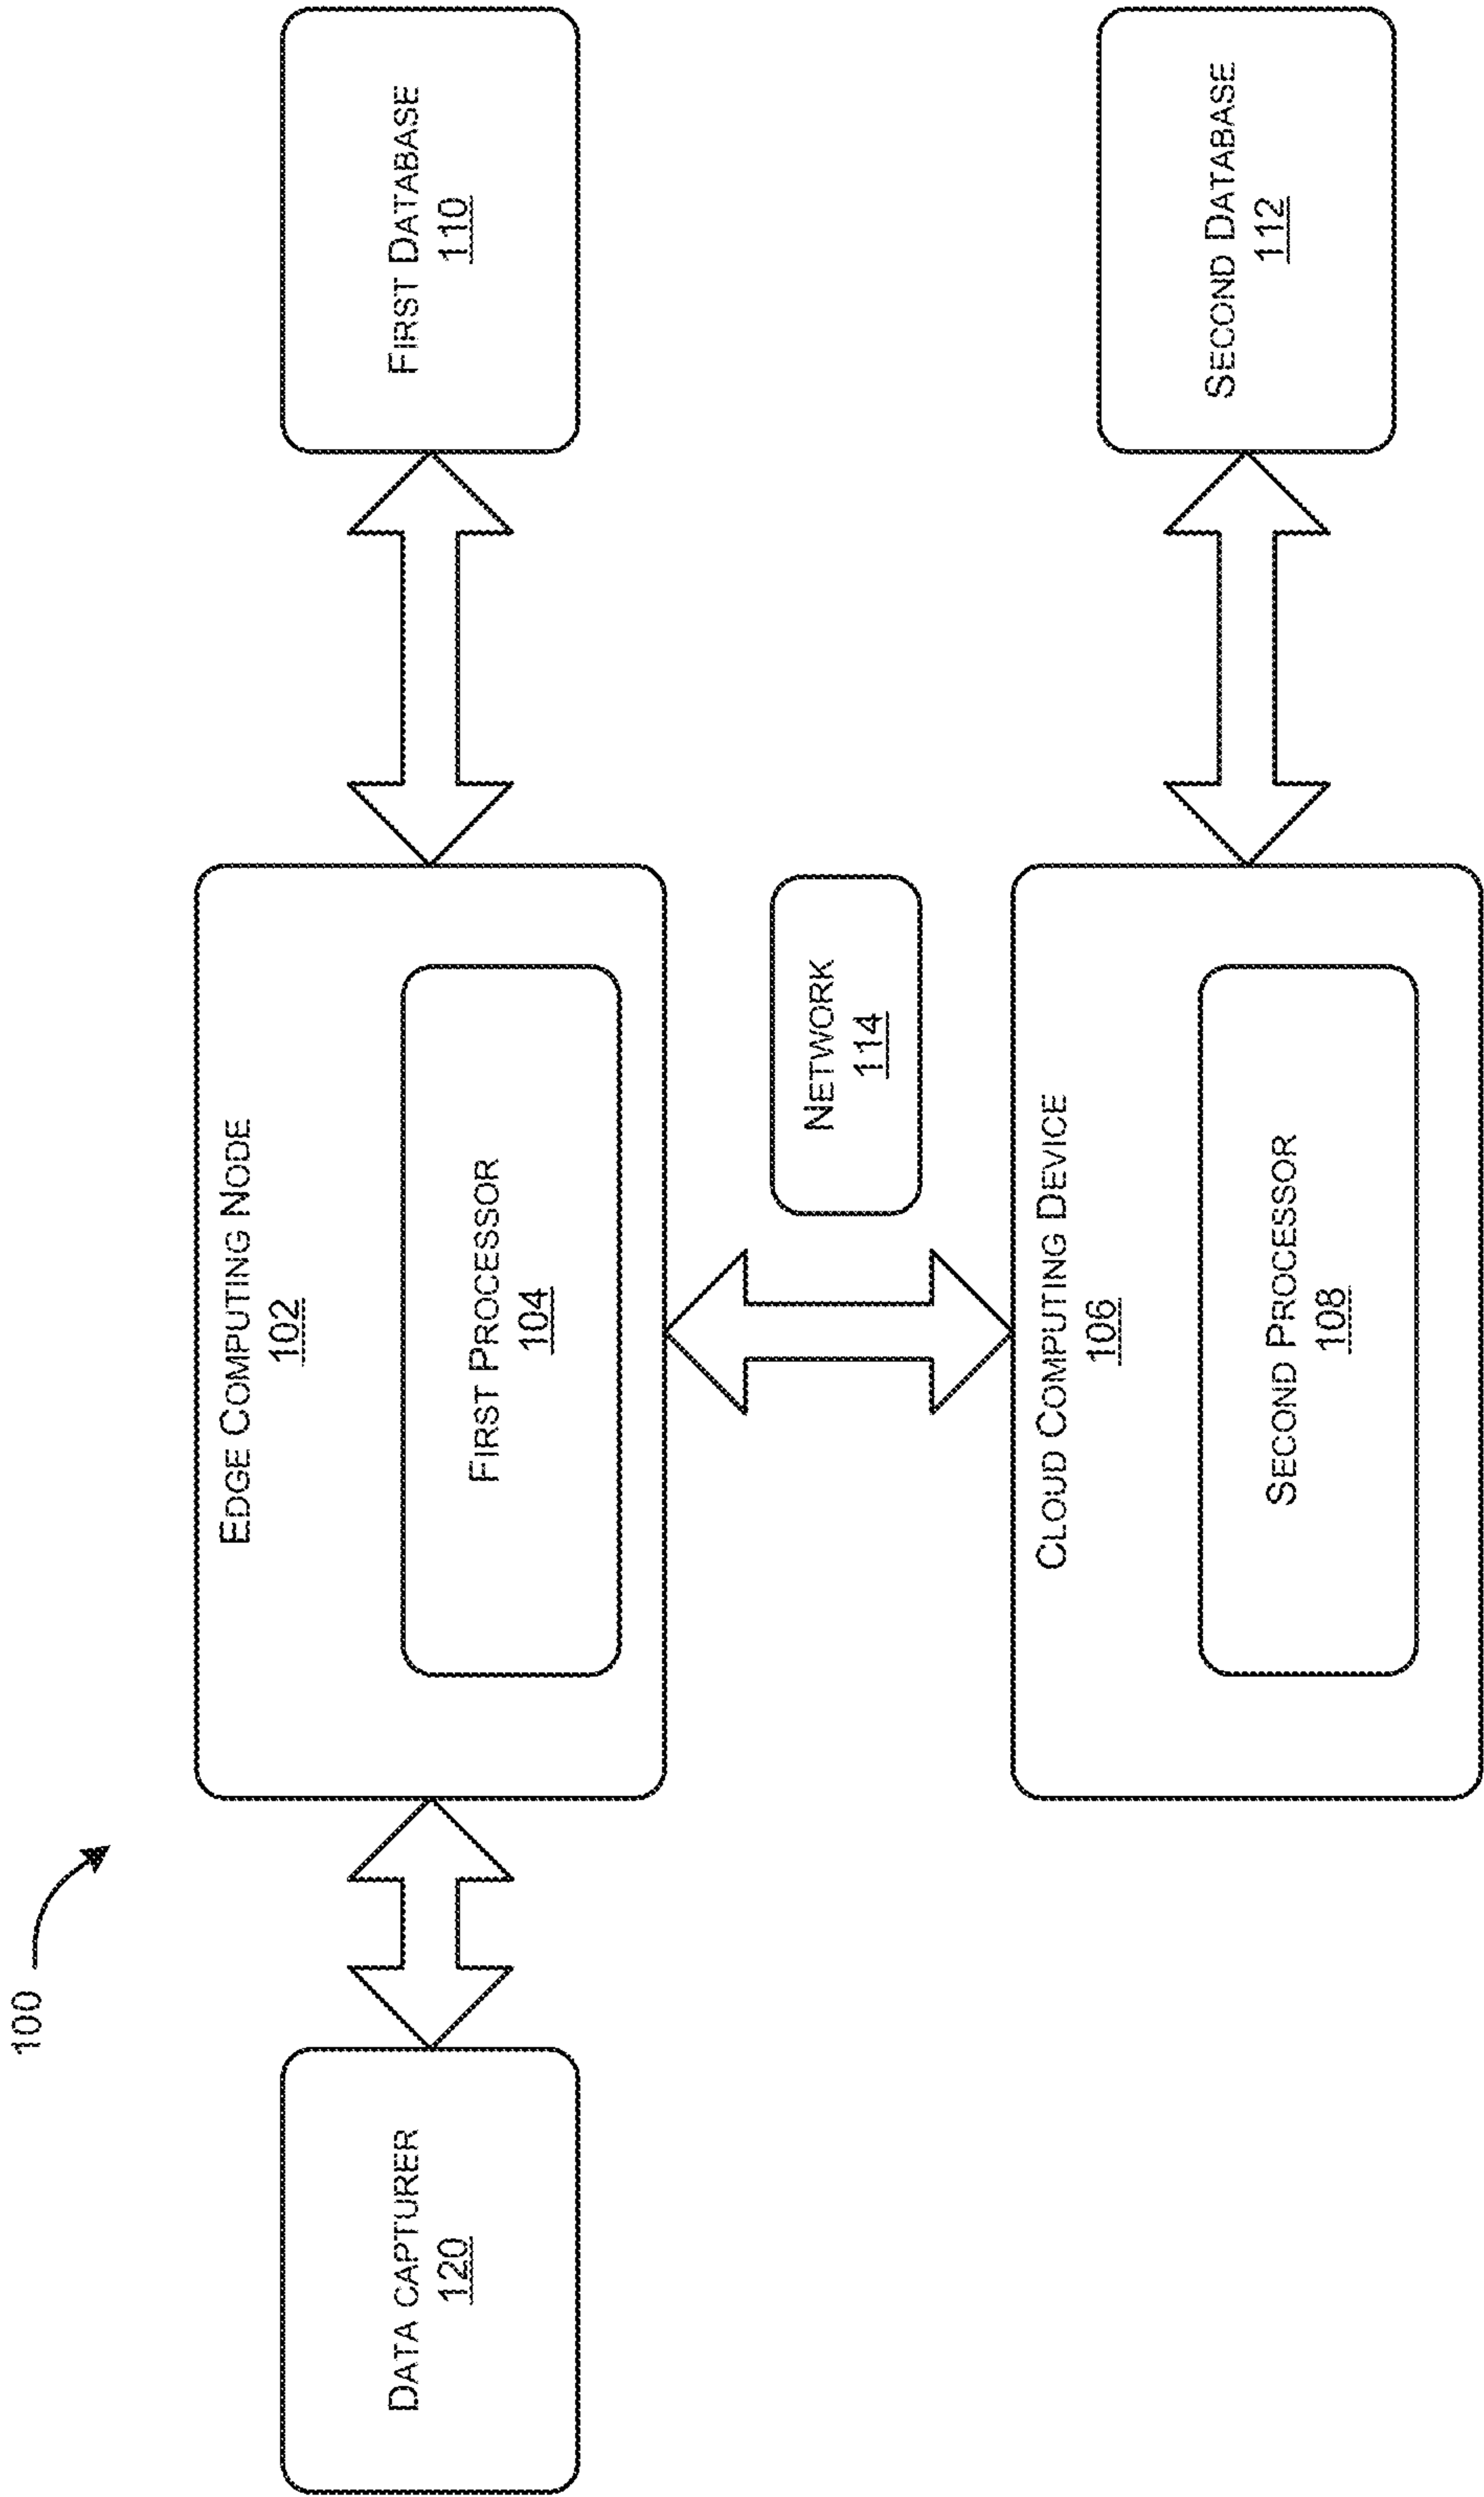 100
DATA CAPTURER
120
EDGE COMPUTING NODE
102
FIRST PROCESSOR
104
FIRST DATABASE
110
NETWORK
114
CLOUD COMPUTING DEVICE
106
SECOND PROCESSOR
108
SECOND DATABASE
112